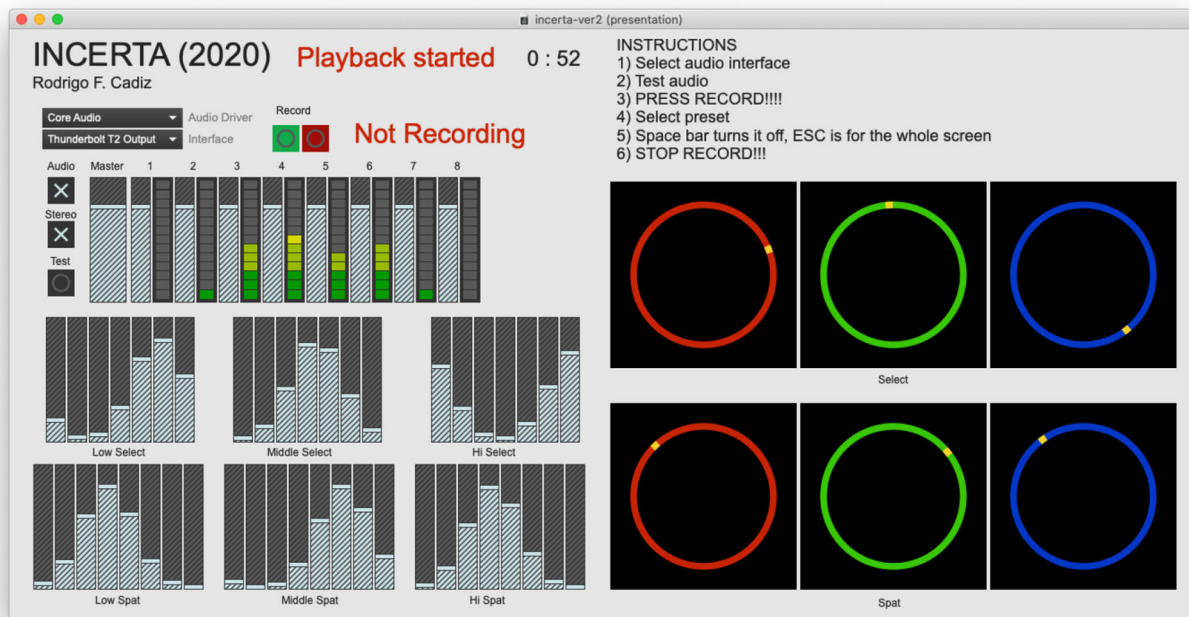 incerta-ver2 (presentation)
INCERTA (2020)
Playback started
0 : 52
Rodrigo F. Cadiz
Core Audio
Audio Driver
Thunderbolt T2 Output
Interface
Record
Not Recording
Audio Master 1 2 3 4 5 6 7 8
Stereo
Test
Low Select
Middle Select
Hi Select
Low Spat
Middle Spat
Hi Spat
INSTRUCTIONS
1) Select audio interface
2) Test audio
3) PRESS RECORD!!!!
4) Select preset
5) Space bar turns it off, ESC is for the whole screen
6) STOP RECORD!!!
Select
Spat